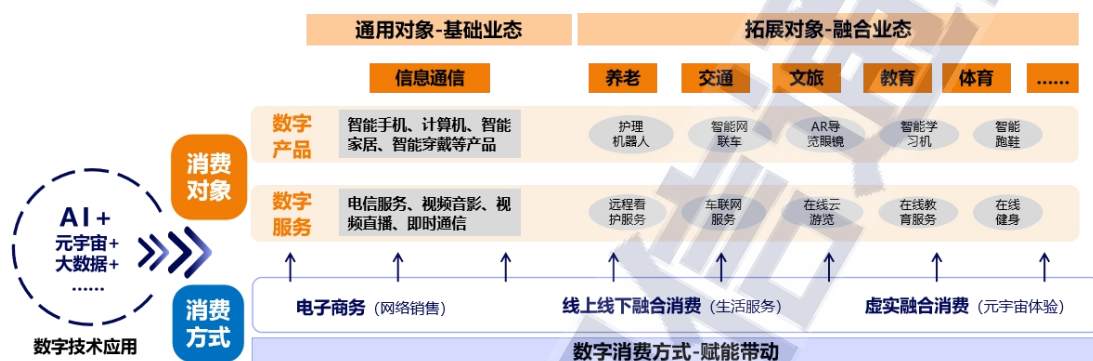 通用对象-基础业态
拓展对象-融合业态
信息通信
养老
交通
文旅
教育
体育
......
消费
对象
数字
产品
智能手机、计算机、智能
家居、智能穿戴等产品
护理
机器人
智能网
联车
AR导
览眼镜
智能学
习机
智能
跑鞋
数字
服务
电信服务、视频音影、视
频直播、即时通信
远程看
护服务
车联网
服务
在线云
游览
在线教
育服务
在线
健身
AI+
元宇宙+
大数据+
......
数字技术应用
消费
方式
电子商务 (网络销售)
线上线下融合消费 (生活服务)
虚实融合消费 (元宇宙体验)
数字消费方式-赋能带动